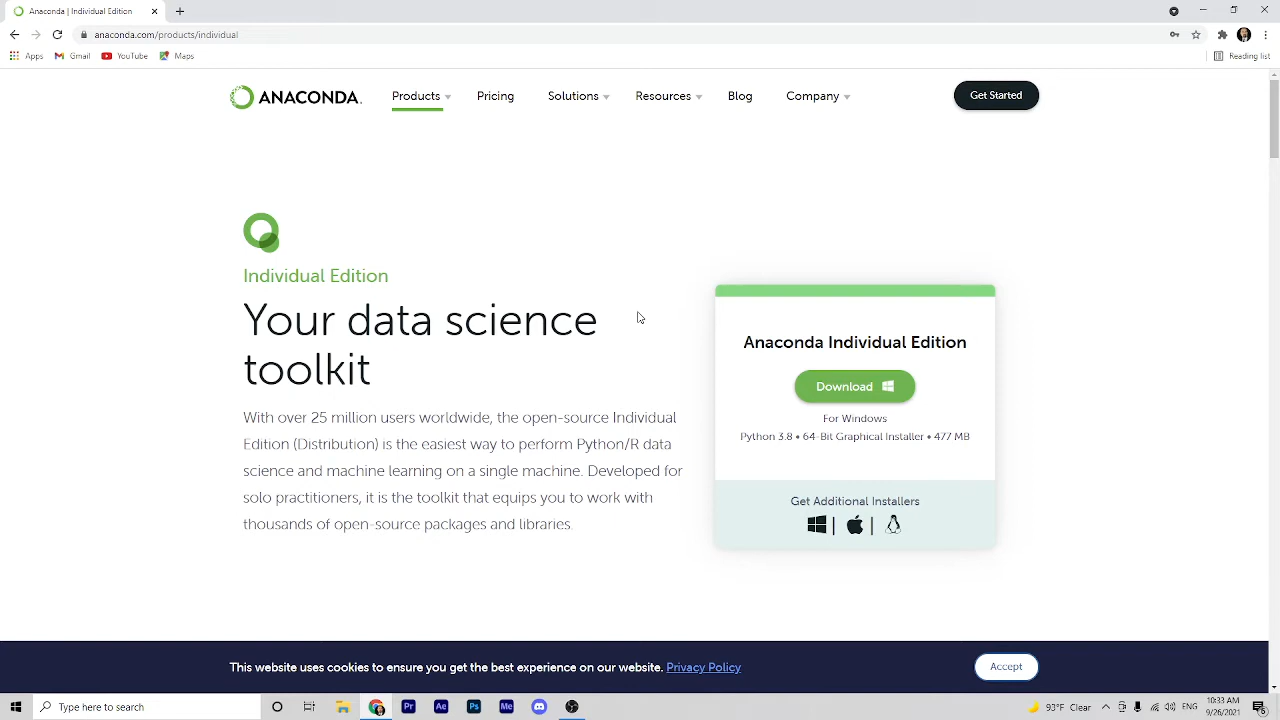 Anaconda | Individual Edition
anaconda.com/products/individual
Apps Gmail YouTube Maps Reading list
ANACONDA. Products Pricing Solutions Resources Blog Company Get Started
Individual Edition
Your data science
toolkit
With over 25 million users worldwide, the open-source Individual
Edition (Distribution) is the easiest way to perform Python/R data
science and machine learning on a single machine. Developed for
solo practitioners, it is the toolkit that equips you to work with
thousands of open-source packages and libraries.
Anaconda Individual Edition
Download
For Windows
Python 3.8 • 64-Bit Graphical Installer • 477 MB
Get Additional Installers
This website uses cookies to ensure you get the best experience on our website. Privacy Policy
Accept
Type here to search
Pr Ae Ps Me
93°F Clear
10:33 AM
9/26/2021
6